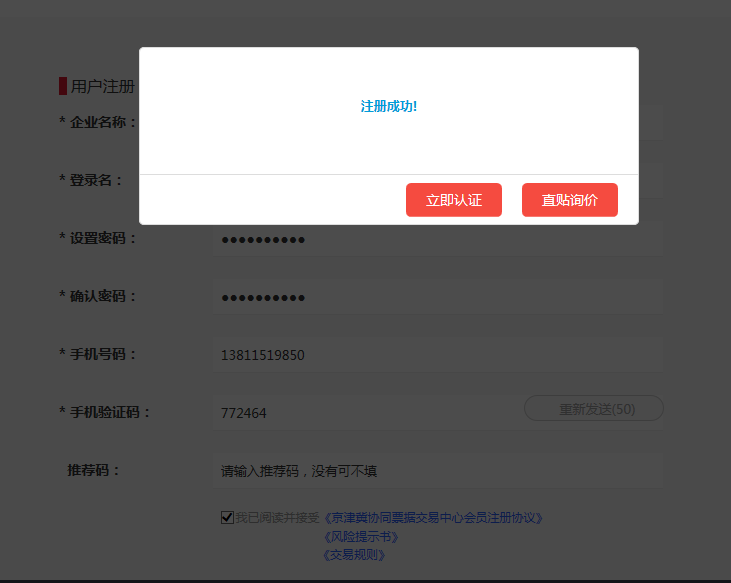 用户注册
* 企业名称：
注册成功!
* 登录名：
立即认证 直贴询价
* 设置密码： ●●●●●●●●●●
* 确认密码： ●●●●●●●●●●
* 手机号码： 13811519850
* 手机验证码： 772464 重新发送(50)
推荐码： 请输入推荐码，没有可不填
我已阅读并接受《京津冀协同票据交易中心会员注册协议》
《风险提示书》
《交易规则》